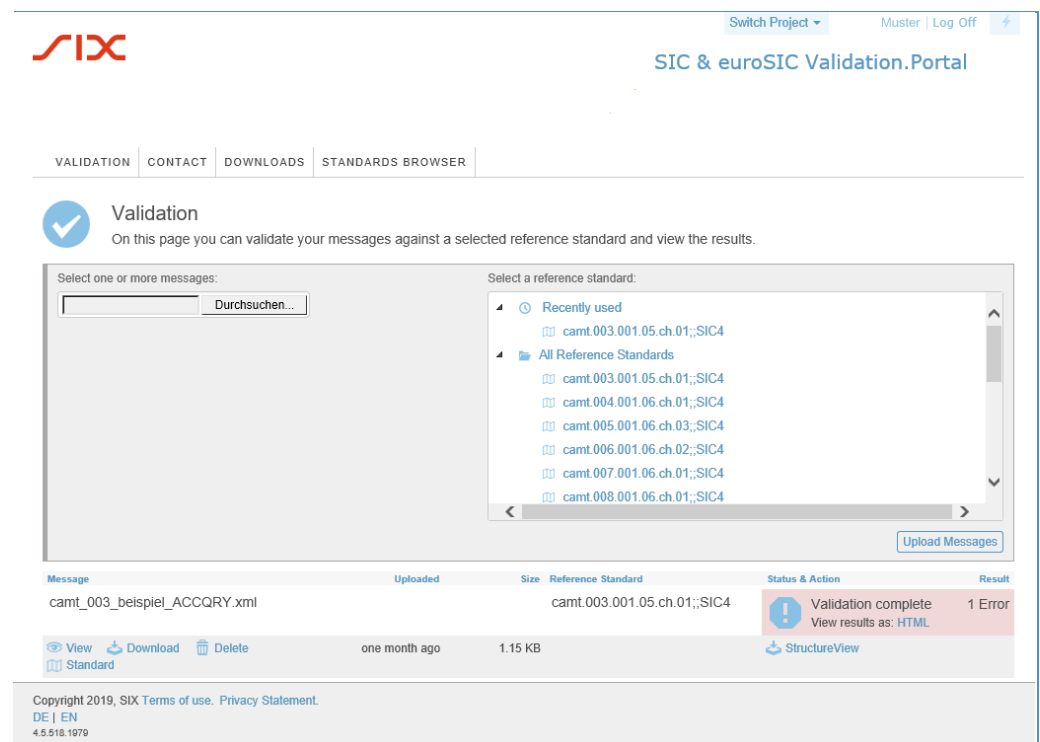 Switch Project Muster | Log Off
SIX
SIC & euroSIC Validation.Portal
VALIDATION CONTACT DOWNLOADS STANDARDS BROWSER
Validation
On this page you can validate your messages against a selected reference standard and view the results.
Select one or more messages: Select a reference standard:
Durchsuchen...
Recently used
camt.003.001.05.ch.01;;SIC4
All Reference Standards
camt.003.001.05.ch.01;;SIC4
camt.004.001.06.ch.01;;SIC4
camt.005.001.06.ch.03;;SIC4
camt.006.001.06.ch.02;;SIC4
camt.007.001.06.ch.01;;SIC4
camt.008.001.06.ch.01;;SIC4
Upload Messages
Message Uploaded Size Reference Standard Status & Action Result
camt_003_beispiel_ACCQRY.xml camt.003.001.05.ch.01;;SIC4 Validation complete 1 Error
View results as: HTML
View Download Delete one month ago 1.15 KB StructureView
Standard
Copyright 2019, SIX Terms of use. Privacy Statement.
DE | EN
4.5.518.1979